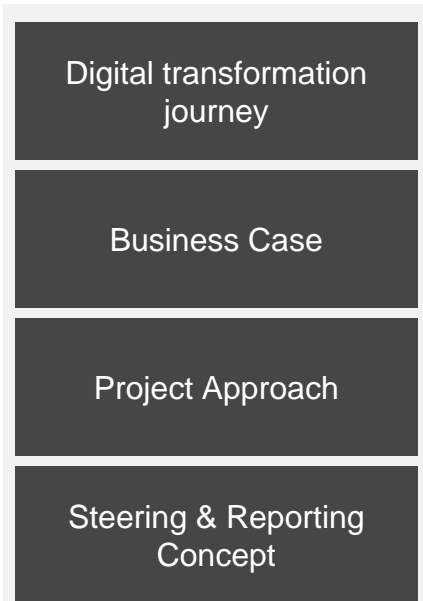 Digital transformation
journey
Business Case
Project Approach
Steering & Reporting
Concept